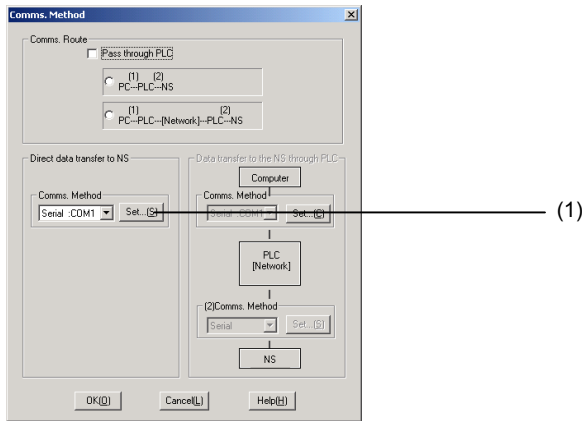 Comms. Method
Comms. Route
Pass through PLC
(1) (2)
PC---PLC---NS
(1) (2)
PC---PLC---[Network]---PLC---NS
Direct data transfer to NS
Comms. Method
Serial :COM1
Set...(S)
Data transfer to the NS through PLC
Computer
Comms. Method
Serial :COM1
Set...(C)
PLC
[Network]
(2)Comms. Method
Serial
Set...(S)
NS
OK(O)
Cancel(L)
Help(H)
(1)